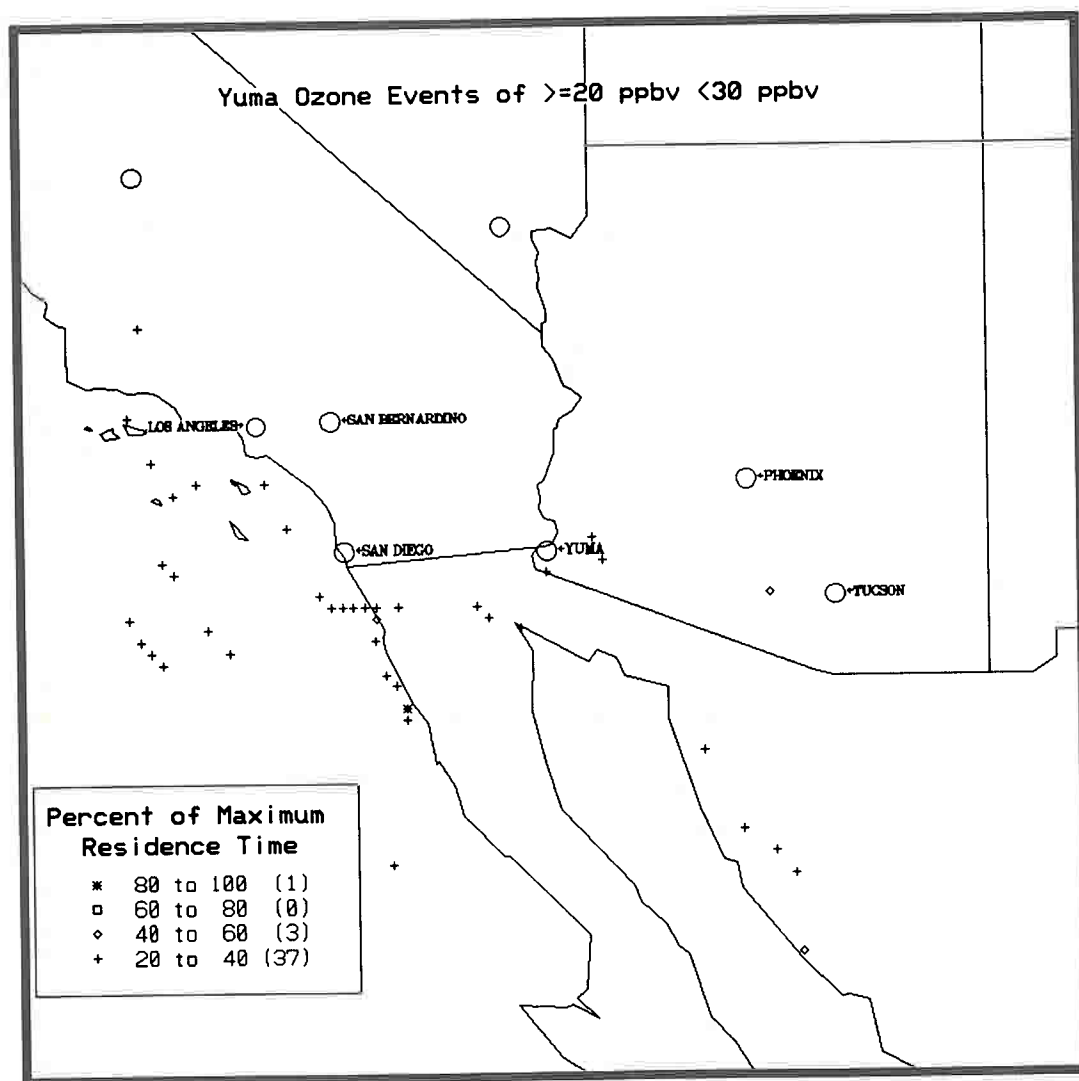 Yuma Ozone Events of >=20 ppbv <30 ppbv
LOS ANGELES
SAN BERNARDINO
PHOENIX
SAN DIEGO
YUMA
TUCSON
Percent of Maximum
Residence Time
* 80 to 100 (1)
□ 60 to 80 (0)
◇ 40 to 60 (3)
+ 20 to 40 (37)